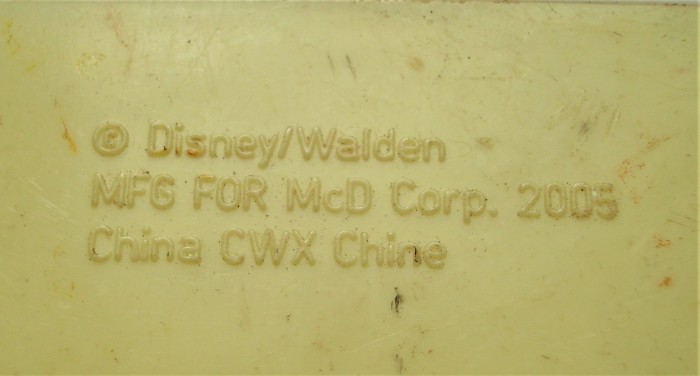 © Disney/Walden
MFG FOR McD Corp. 2005
China CWX Chine